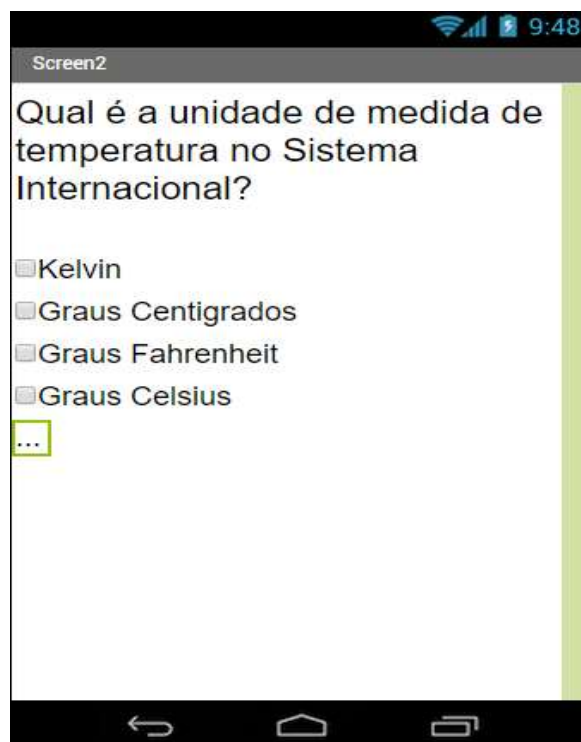 9:48
Screen2
Qual é a unidade de medida de
temperatura no Sistema
Internacional?
Kelvin
Graus Centigrados
Graus Fahrenheit
Graus Celsius
...